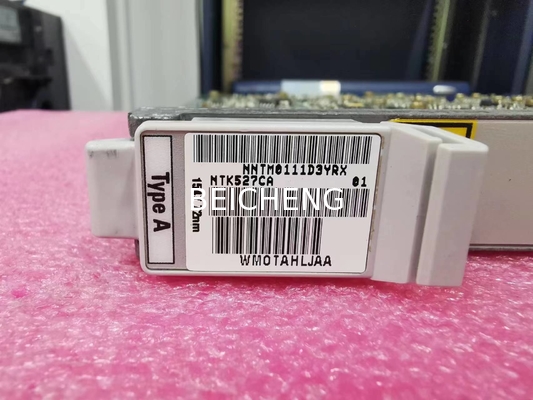 NNTM0111D3YRX
NTK527CA 01
BEICHENG
WMOTAHLJAA
Type A